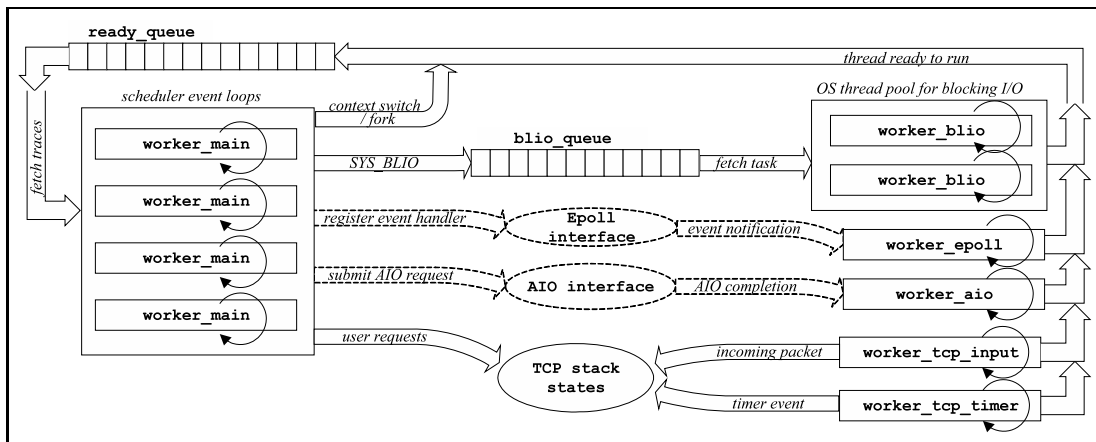 ready_queue
thread ready to run
scheduler event loops
OS thread pool for blocking I/O
fetch traces
context switch
/ fork
worker_main
worker_main
worker_main
worker_main
SYS_BLIO
blio_queue
fetch task
worker_blio
worker_blio
register event handler
Epoll
interface
event notification
worker_epoll
submit AIO request
AIO interface
AIO completion
worker_aio
user requests
TCP stack
states
incoming packet
worker_tcp_input
timer event
worker_tcp_timer